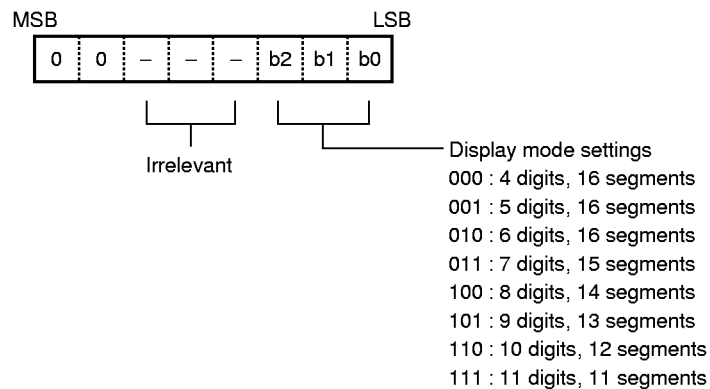 MSB LSB
0 0 – – – b2 b1 b0
Irrelevant
Display mode settings
000 : 4 digits, 16 segments
001 : 5 digits, 16 segments
010 : 6 digits, 16 segments
011 : 7 digits, 15 segments
100 : 8 digits, 14 segments
101 : 9 digits, 13 segments
110 : 10 digits, 12 segments
111 : 11 digits, 11 segments